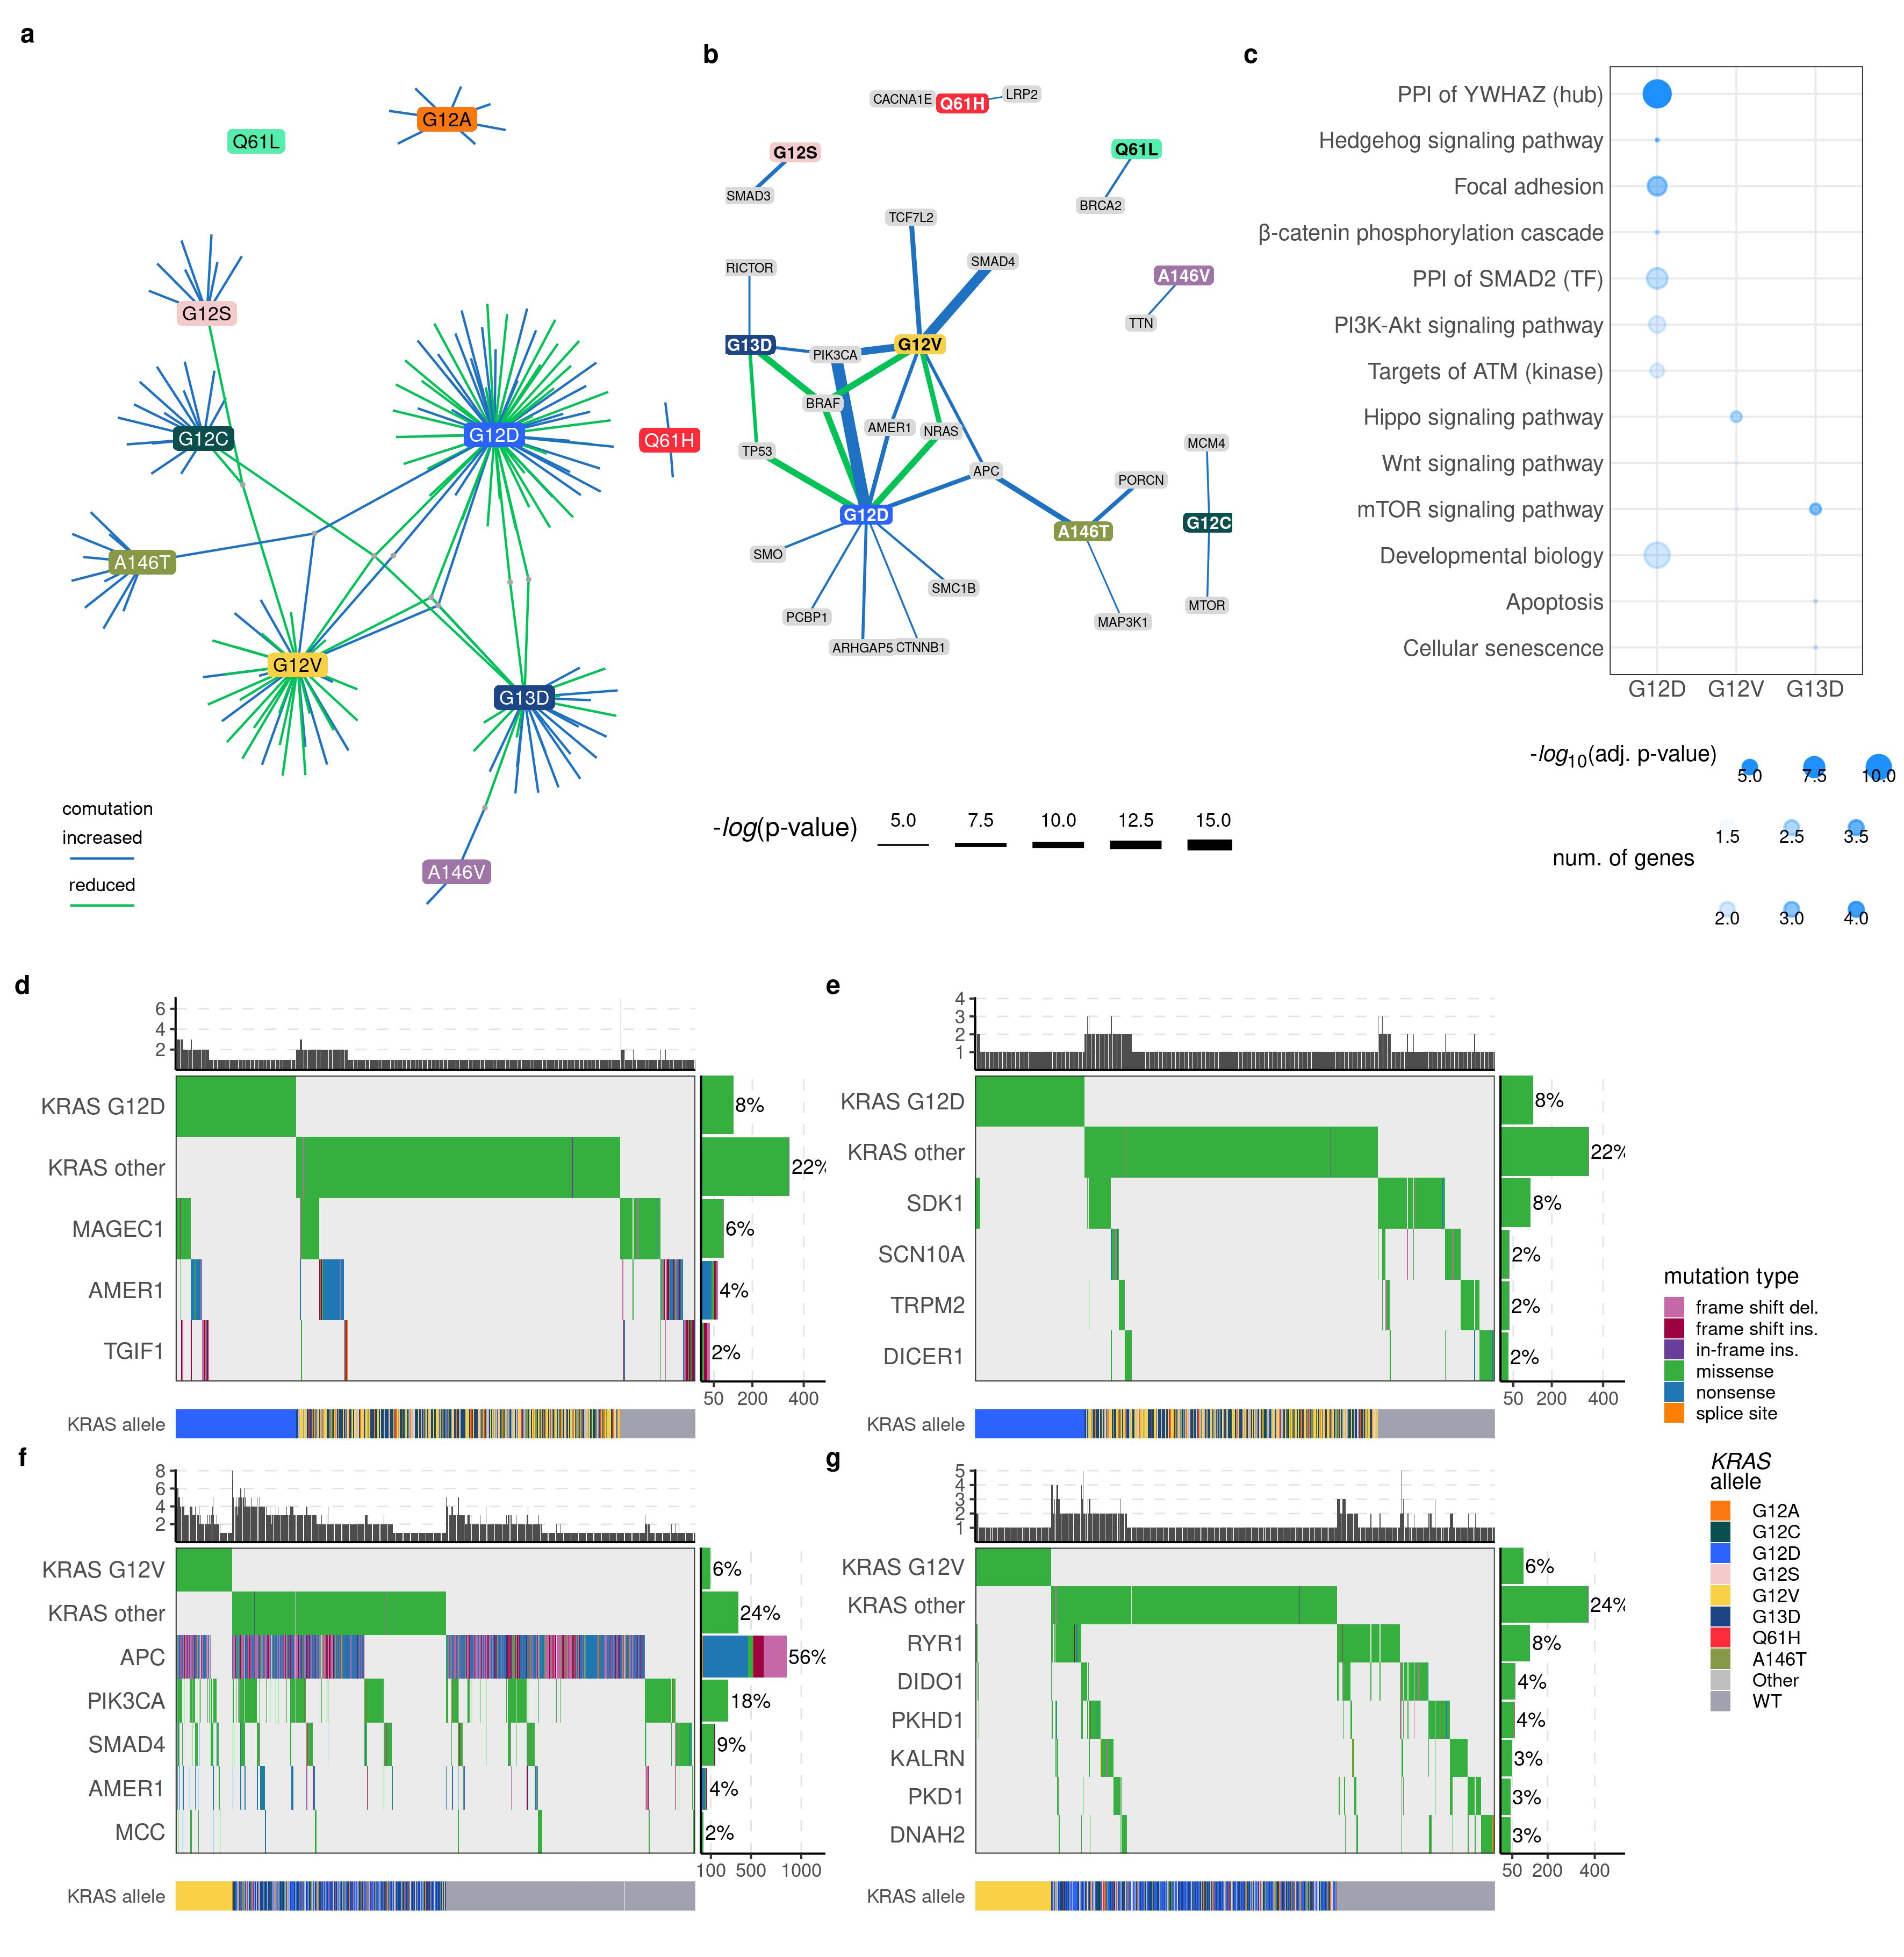 a
G12A
Q61L
G12S
G12C
G12D
Q61H
A146T
G12V
G13D
A146V
comutation
increased
reduced
b
CACNA1E
Q61H
LRP2
G12S
SMAD3
Q61L
BRCA2
TCF7L2
RICTOR
SMAD4
A146V
TTN
G13D
PIK3CA
G12V
BRAF
AMER1
NRAS
TP53
APC
MCM4
PORCN
G12D
A146T
G12C
SMO
SMC1B
PCBP1
MAP3K1
MTOR
ARHGAP5
CTNNB1
-log(p-value)
5.0 7.5 10.0 12.5 15.0
c
PPI of YWHAZ (hub)
Hedgehog signaling pathway
Focal adhesion
β-catenin phosphorylation cascade
PPI of SMAD2 (TF)
PI3K-Akt signaling pathway
Targets of ATM (kinase)
Hippo signaling pathway
Wnt signaling pathway
mTOR signaling pathway
Developmental biology
Apoptosis
Cellular senescence
G12D G12V G13D
-log10(adj. p-value)
5.0 7.5 10.0
1.5 2.5 3.5
num. of genes
2.0 3.0 4.0
d
6
4
2
KRAS G12D 8%
KRAS other 22%
MAGEC1 6%
AMER1 4%
TGIF1 2%
50 200 400
KRAS allele
e
4
3
2
1
KRAS G12D 8%
KRAS other 22%
SDK1 8%
SCN10A 2%
TRPM2 2%
DICER1 2%
50 200 400
KRAS allele
mutation type
frame shift del.
frame shift ins.
in-frame ins.
missense
nonsense
splice site
KRAS
allele
G12A
G12C
G12D
G12S
G12V
G13D
Q61H
A146T
Other
WT
f
8
6
4
2
KRAS G12V 6%
KRAS other 24%
APC 56%
PIK3CA 18%
SMAD4 9%
AMER1 4%
MCC 2%
100 500 1000
KRAS allele
g
5
4
3
2
1
KRAS G12V 6%
KRAS other 24%
RYR1 8%
DIDO1 4%
PKHD1 4%
KALRN 3%
PKD1 3%
DNAH2 3%
50 200 400
KRAS allele